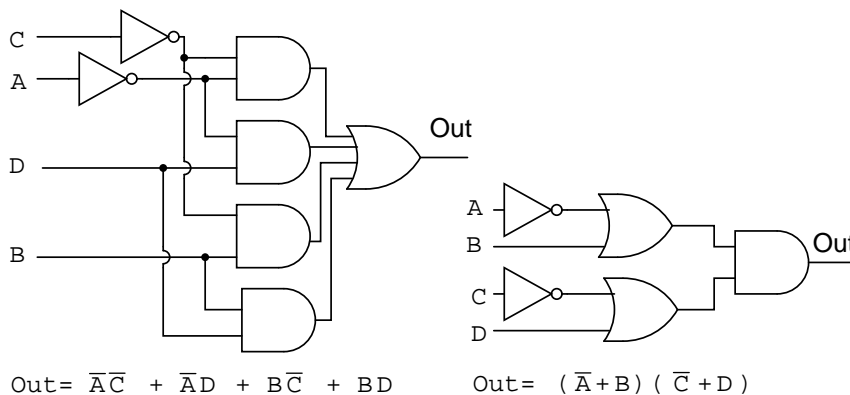 C
A
D
B
Out
Out= A̅C̅ + A̅D + BC̅ + BD
A
B
C
D
Out
Out= (A̅+B)(C̅+D)